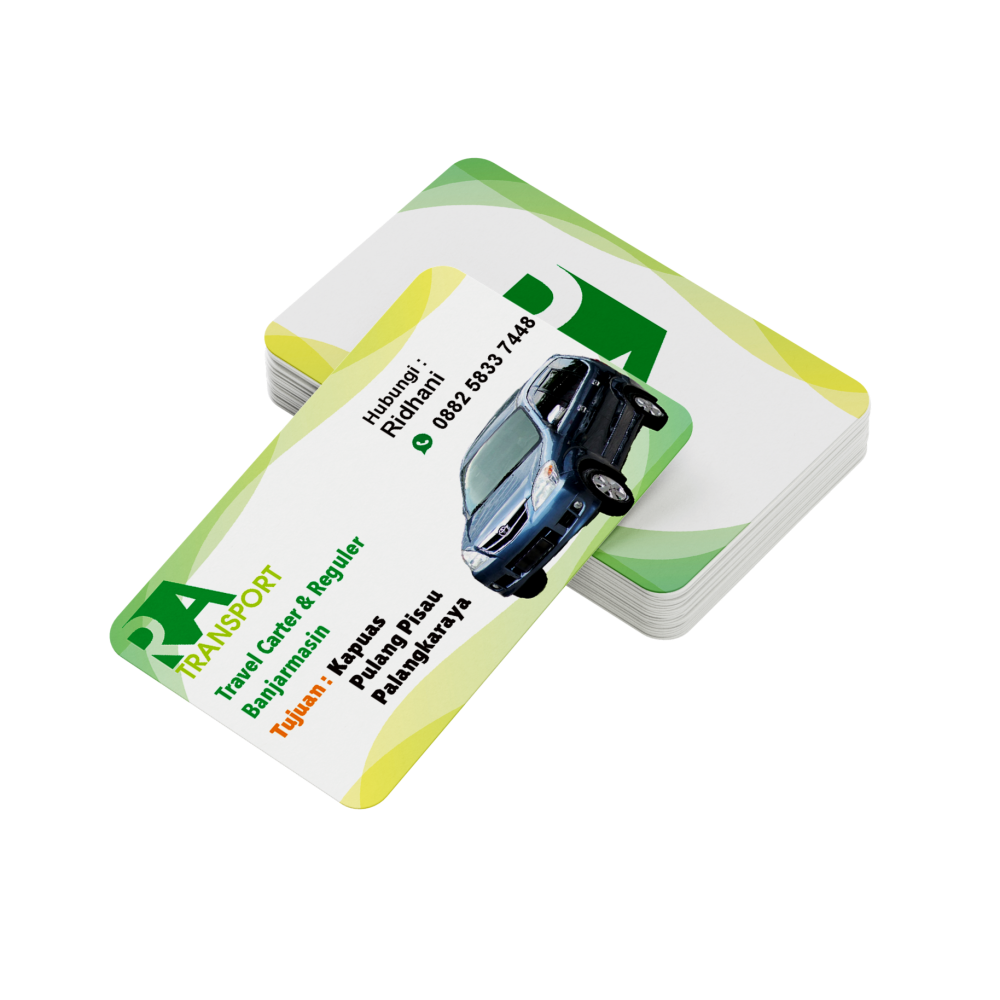 RA
TRANSPORT
Travel Carter & Reguler
Banjarmasin
Tujuan : Kapuas
Pulang Pisau
Palangkaraya
Hubungi :
Ridhani
0882 5833 7448